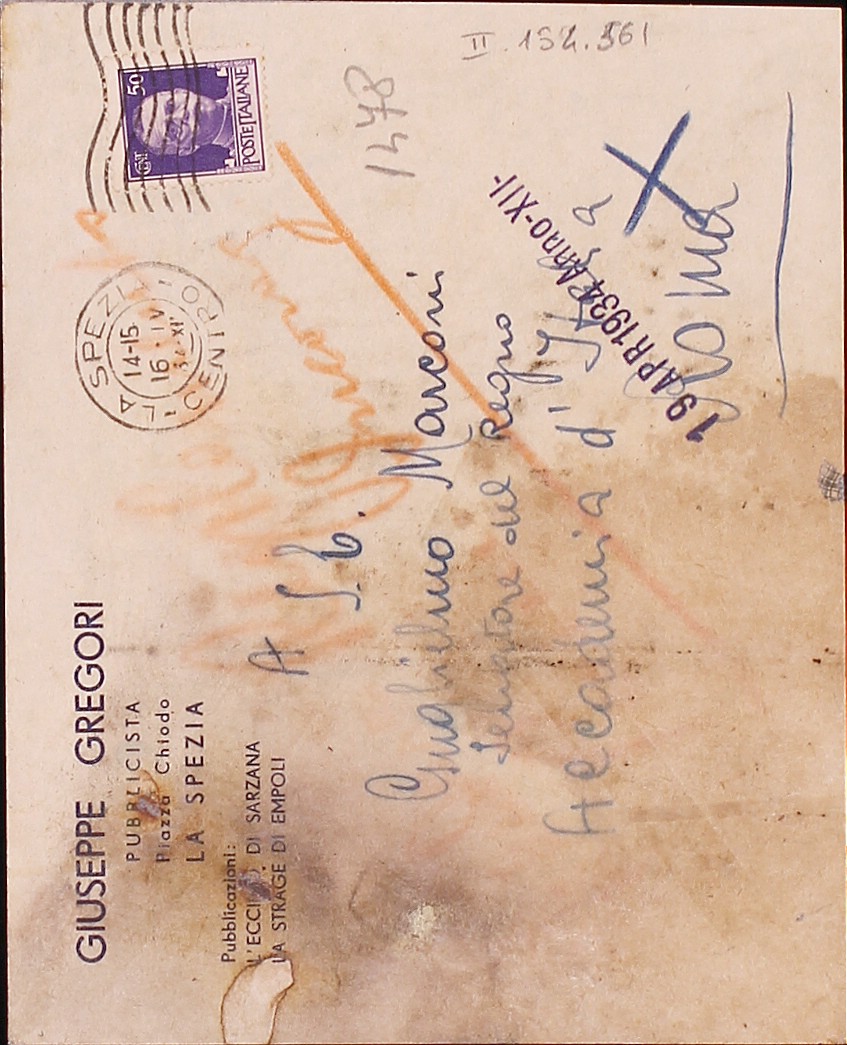 GIUSEPPE GREGORI
PUBBLICISTA
Piazza Chiodo
LA SPEZIA
Pubblicazioni:
DI SARZANA
LA STRAGE DI EMPOLI
LA SPEZIA
14-15
16 · IV
CENTRO
CENT 50
POSTE ITALIANE
II . 152.561
1478
A S. E.
Guglielmo Marconi
Senatore del Regno
Accademia d'Italia
Roma
19 APR 1934 Anno-XII-